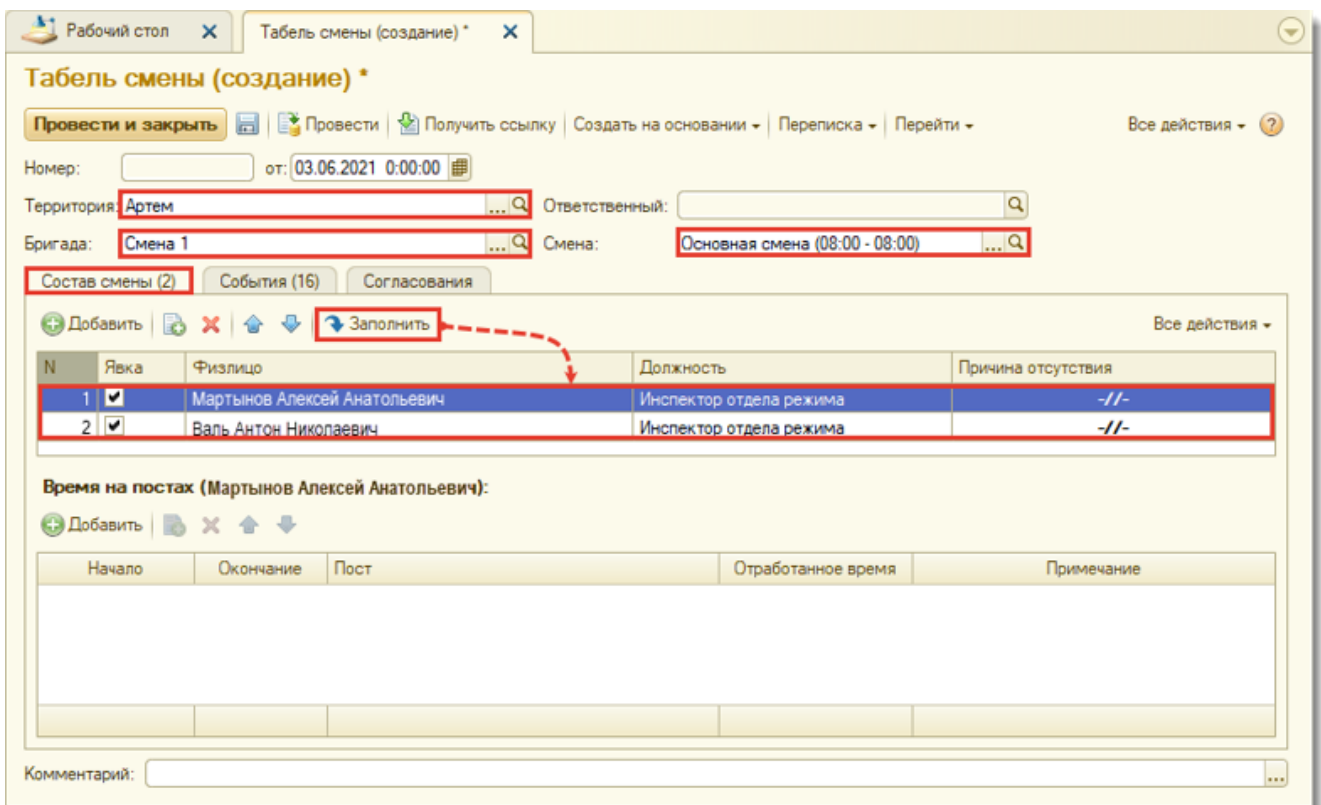 Рабочий стол Табель смены (создание) *
Табель смены (создание) *
Провести и закрыть Провести Получить ссылку Создать на основании Переписка Перейти Все действия ?
Номер: от: 03.06.2021 0:00:00
Территория: Артем ... Ответственный:
Бригада: Смена 1 ... Смена: Основная смена (08:00 - 08:00) ...
Состав смены (2) События (16) Согласования
Добавить Заполнить Все действия
N Явка Физлицо Должность Причина отсутствия
1 Мартынов Алексей Анатольевич Инспектор отдела режима -//-
2 Валь Антон Николаевич Инспектор отдела режима -//-
Время на постах (Мартынов Алексей Анатольевич):
Добавить
Начало Окончание Пост Отработанное время Примечание
Комментарий: ...